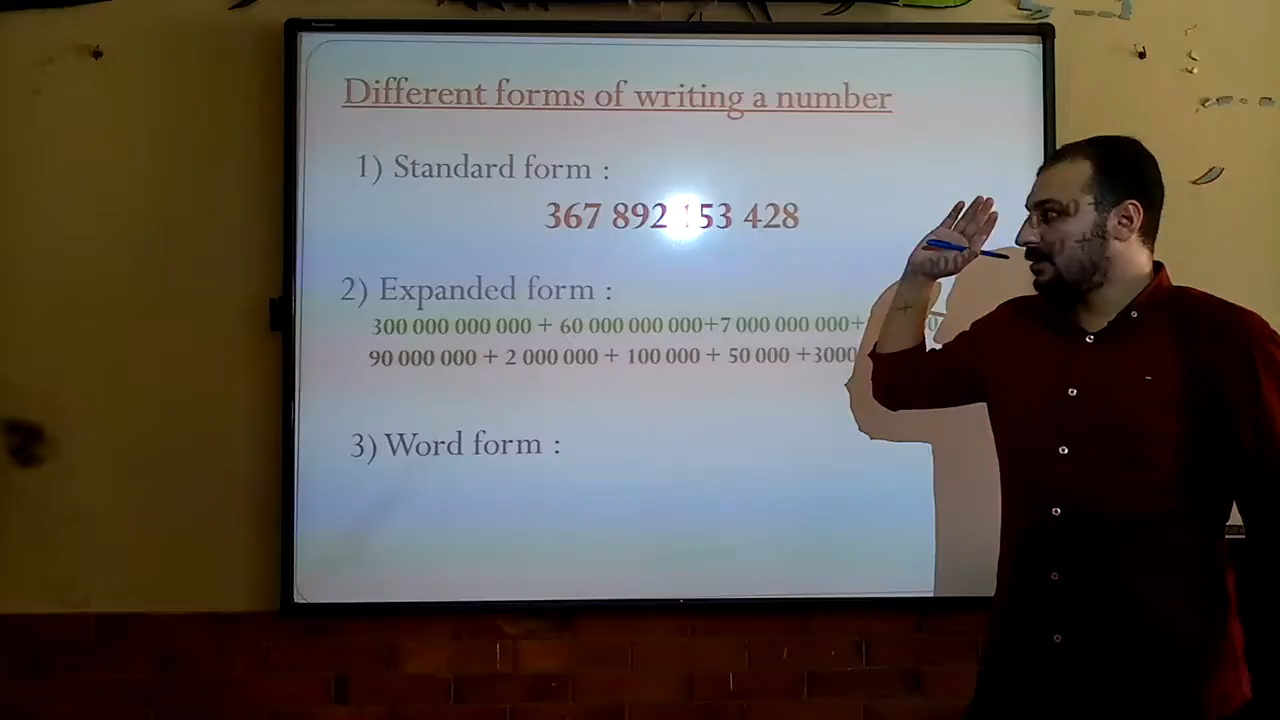 Different forms of writing a number
1) Standard form :
367 892 153 428
2) Expanded form :
300 000 000 000 + 60 000 000 000+7 000 000 000+
90 000 000 + 2 000 000 + 100 000 + 50 000 +3000
3) Word form :